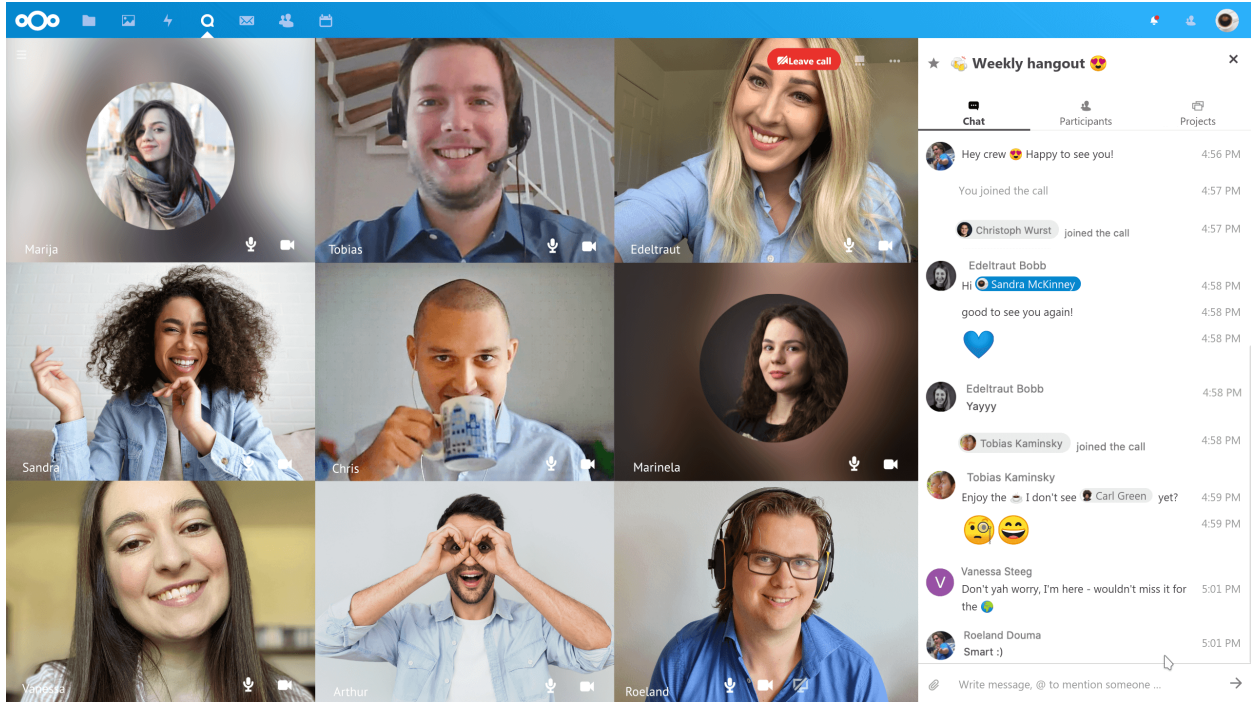 Leave call
Marija
Tobias
Edeltraut
Sandra
Chris
Marinela
Vanessa
Arthur
Roeland
Weekly hangout
Chat
Participants
Projects
Hey crew 😍 Happy to see you! 4:56 PM
You joined the call 4:57 PM
Christoph Wurst joined the call 4:57 PM
Edeltraut Bobb
Hi Sandra McKinney 4:58 PM
good to see you again! 4:58 PM
4:58 PM
Edeltraut Bobb
Yayyy 4:58 PM
Tobias Kaminsky joined the call 4:58 PM
Tobias Kaminsky
Enjoy the ☕ I don't see Carl Green yet? 4:59 PM
4:59 PM
V
Vanessa Steeg
Don't yah worry, I'm here - wouldn't miss it for 5:01 PM
the 🌍
Roeland Douma
Smart :) 5:01 PM
Write message, @ to mention someone ...